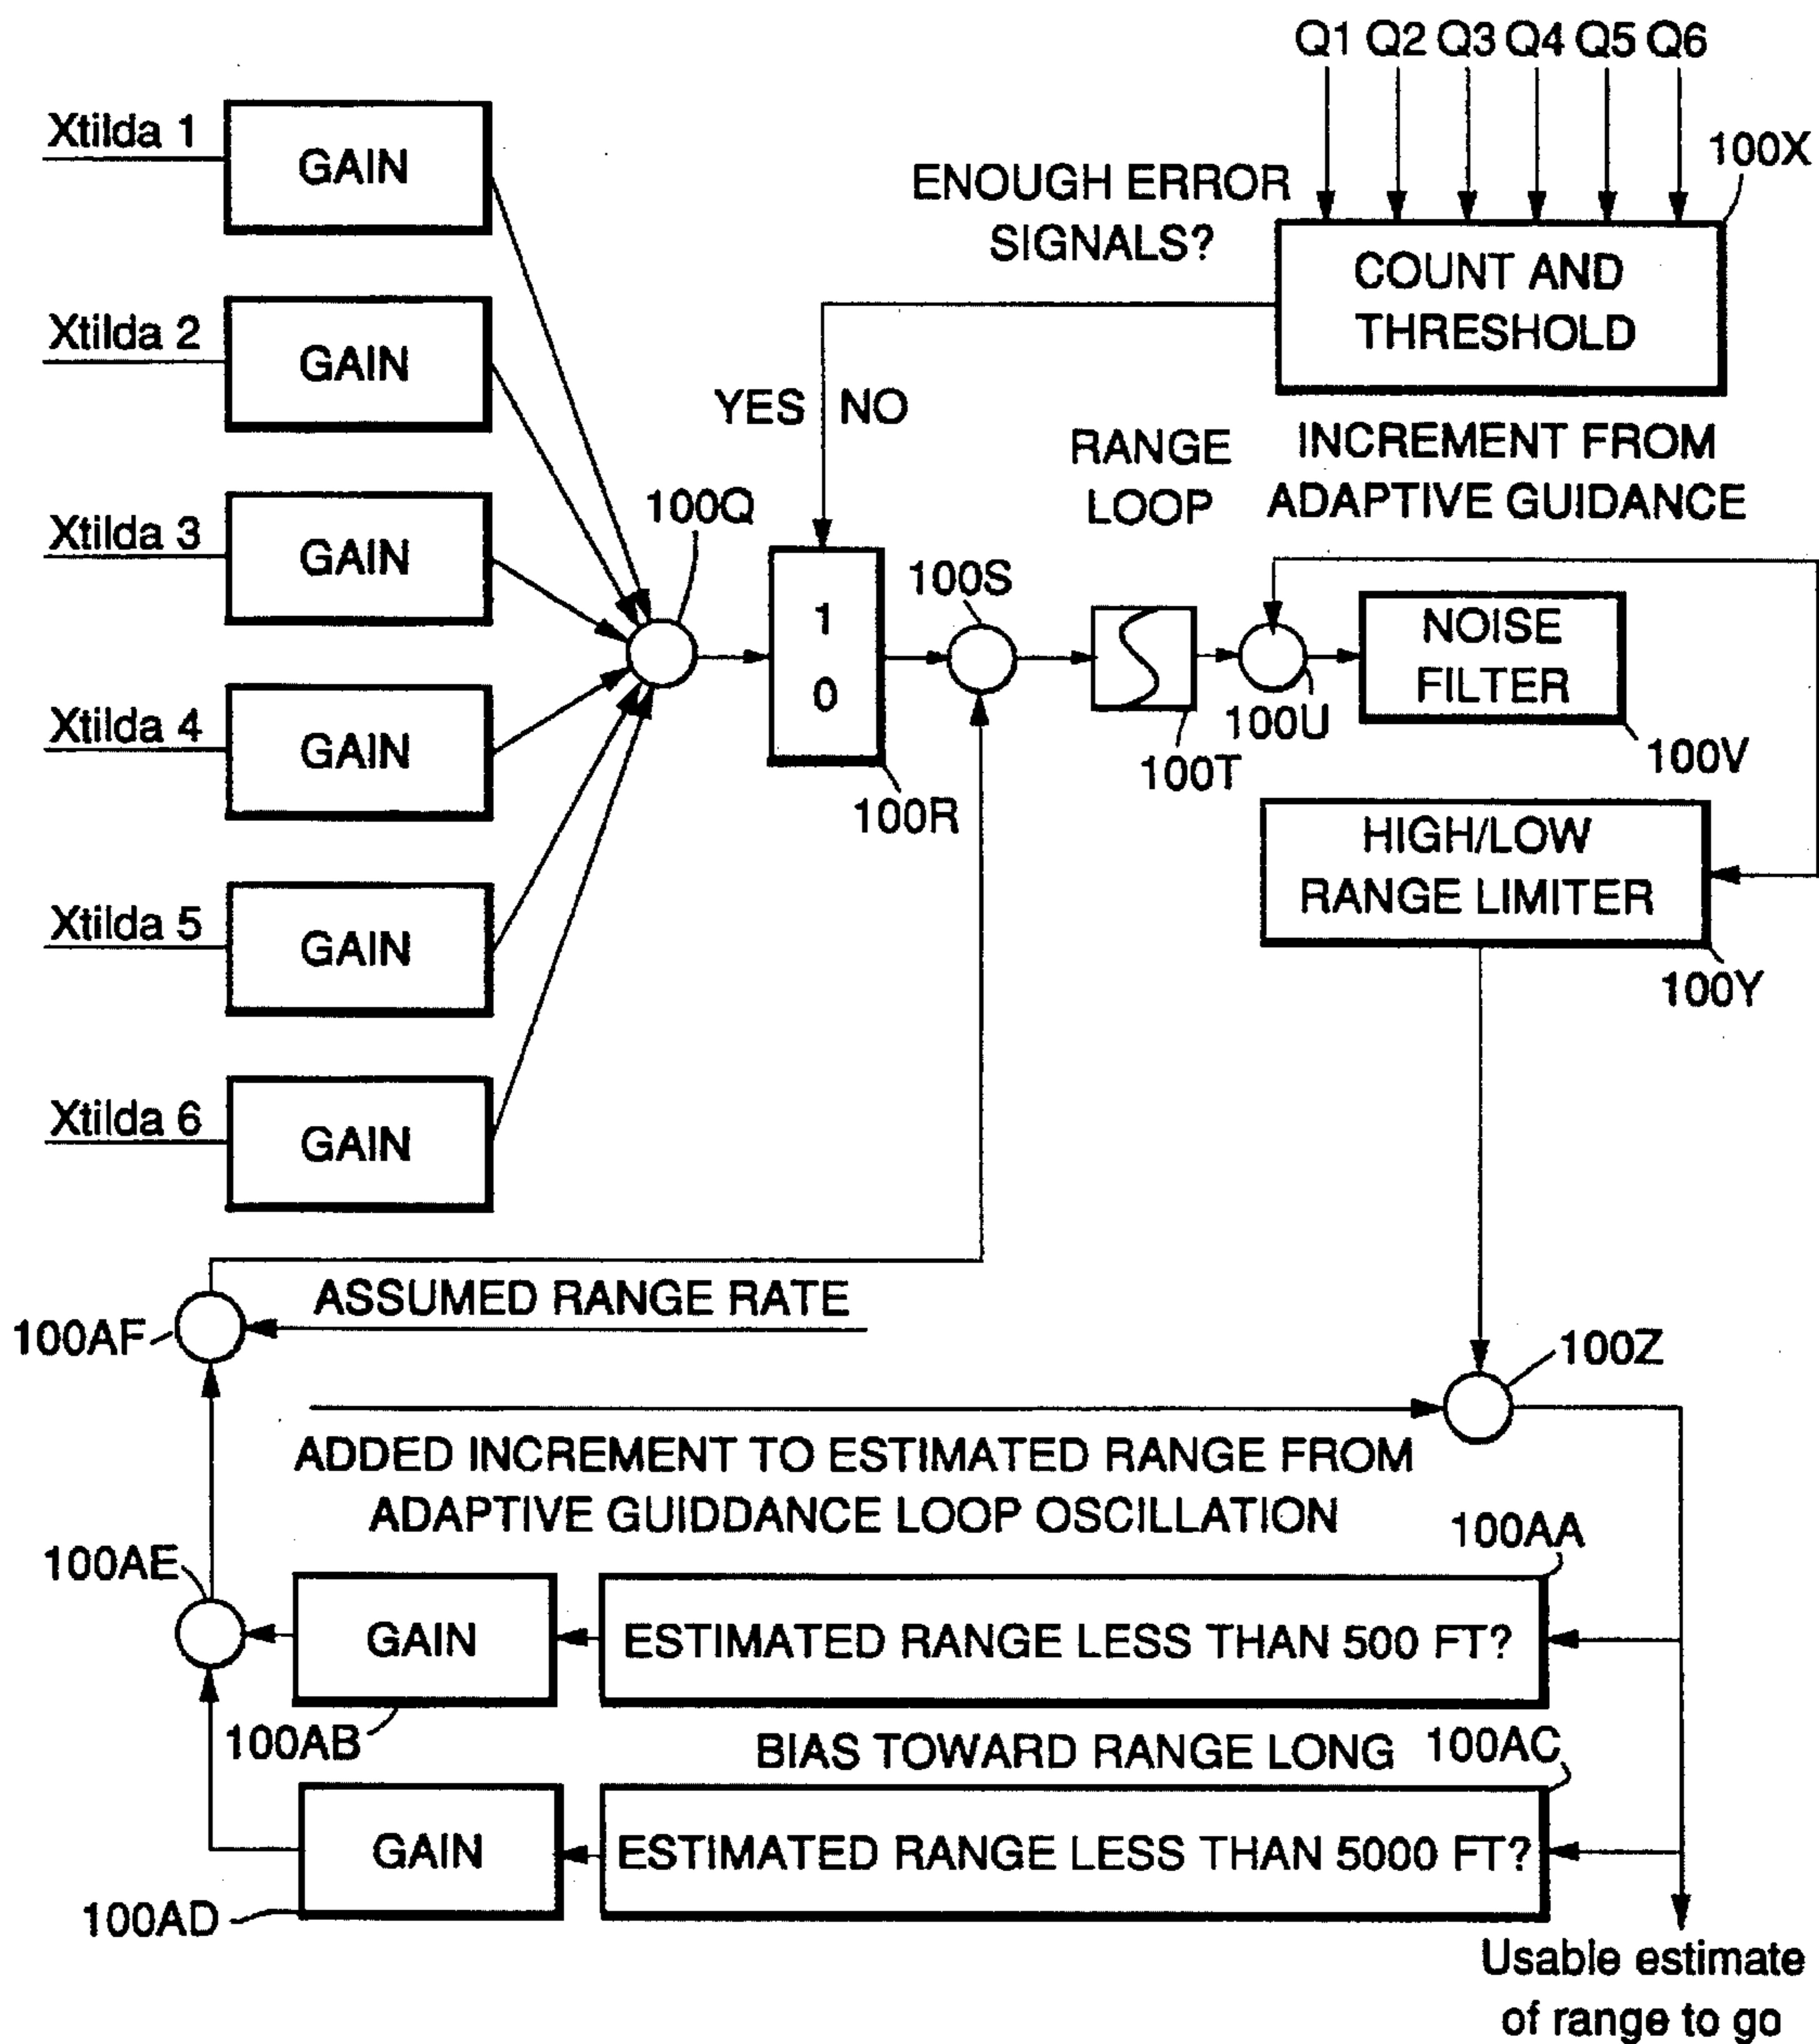 Q1 Q2 Q3 Q4 Q5 Q6
100X
COUNT AND
THRESHOLD
ENOUGH ERROR
SIGNALS?
YES NO
Xtilda 1
GAIN
Xtilda 2
GAIN
Xtilda 3
GAIN
Xtilda 4
GAIN
Xtilda 5
GAIN
Xtilda 6
GAIN
100Q
1
0
100R
100S
RANGE
LOOP
100T
INCREMENT FROM
ADAPTIVE GUIDANCE
100U
NOISE
FILTER
100V
HIGH/LOW
RANGE LIMITER
100Y
ASSUMED RANGE RATE
100AF
100Z
ADDED INCREMENT TO ESTIMATED RANGE FROM
ADAPTIVE GUIDDANCE LOOP OSCILLATION
100AA
100AE
GAIN
ESTIMATED RANGE LESS THAN 500 FT?
100AB
BIAS TOWARD RANGE LONG
100AC
GAIN
ESTIMATED RANGE LESS THAN 5000 FT?
100AD
Usable estimate
of range to go